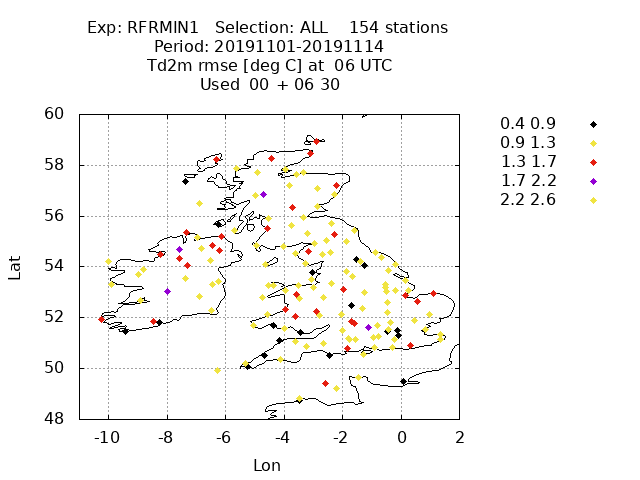 Exp: RFRMIN1 Selection: ALL 154 stations
Period: 20191101-20191114
Td2m rmse [deg C] at 06 UTC
Used 00 + 06 30
60
58
56
54
52
50
48
Lat
-10 -8 -6 -4 -2 0 2
Lon
0.4 0.9
0.9 1.3
1.3 1.7
1.7 2.2
2.2 2.6